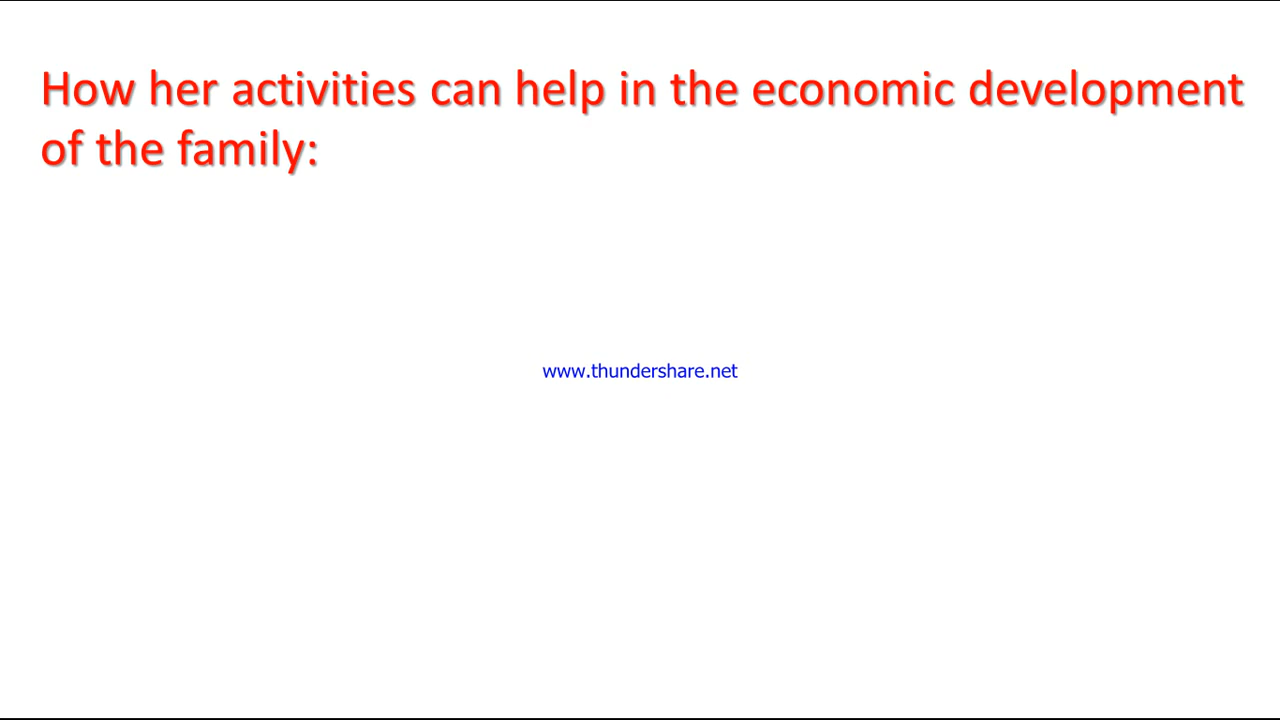 How her activities can help in the economic development
of the family:
www.thundershare.net